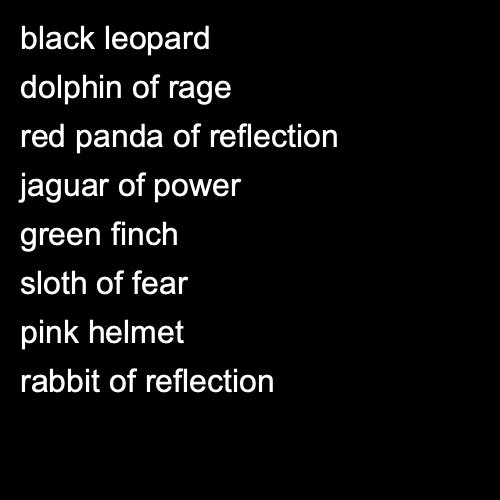 black leopard
dolphin of rage
red panda of reflection
jaguar of power
green finch
sloth of fear
pink helmet
rabbit of reflection